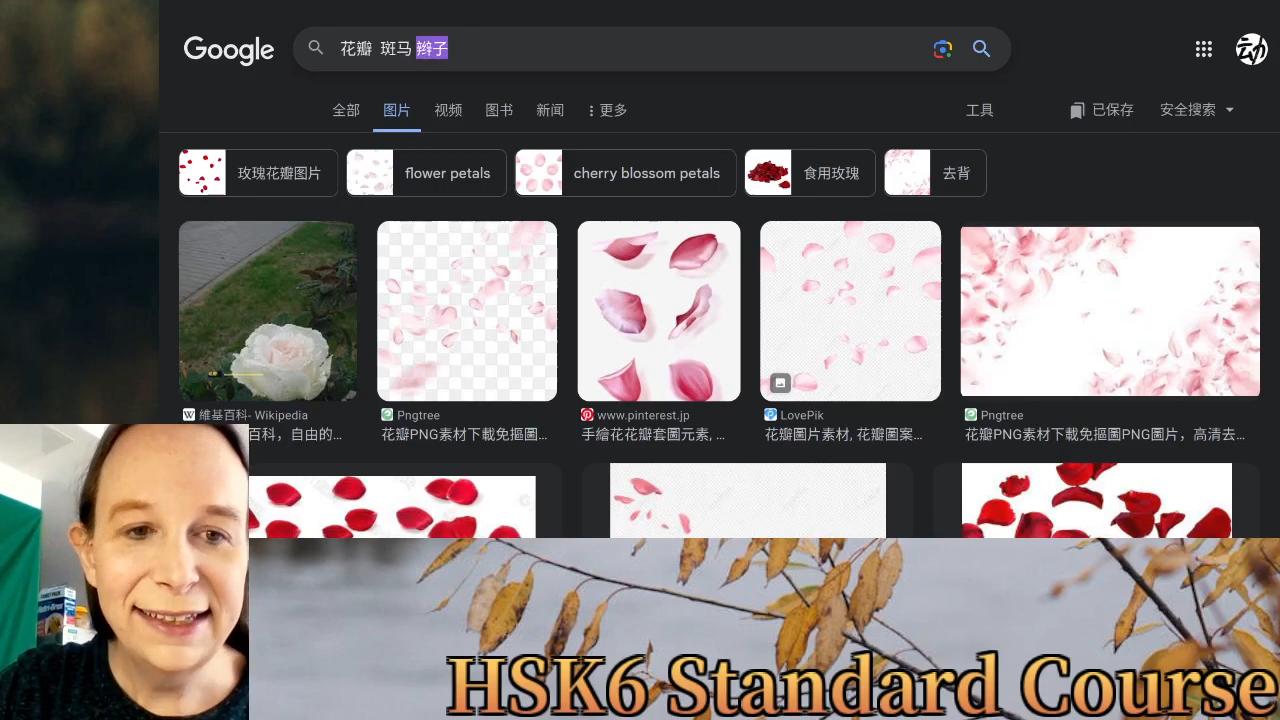 Google
花瓣 斑马 辫子
全部 图片 视频 图书 新闻 更多 工具 已保存 安全搜索
玫瑰花瓣图片 flower petals cherry blossom petals 食用玫瑰 去背
維基百科- Wikipedia Pngtree www.pinterest.jp LovePik Pngtree
百科，自由的... 花瓣PNG素材下載免摳圖... 手繪花花瓣套圖元素, ... 花瓣圖片素材, 花瓣圖案... 花瓣PNG素材下載免摳圖PNG圖片，高清去...
HSK6 Standard Course